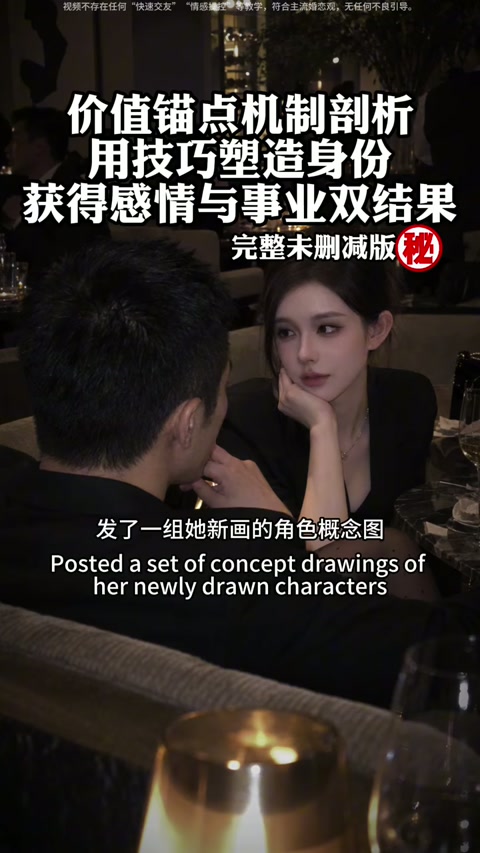 视频不存在任何“快速交友”“情感操控”等教学，符合主流婚恋观，无任何不良引导。
价值锚点机制剖析
用技巧塑造身份
获得感情与事业双结果
完整未删减版 秘
发了一组她新画的角色概念图
Posted a set of concept drawings of
her newly drawn characters